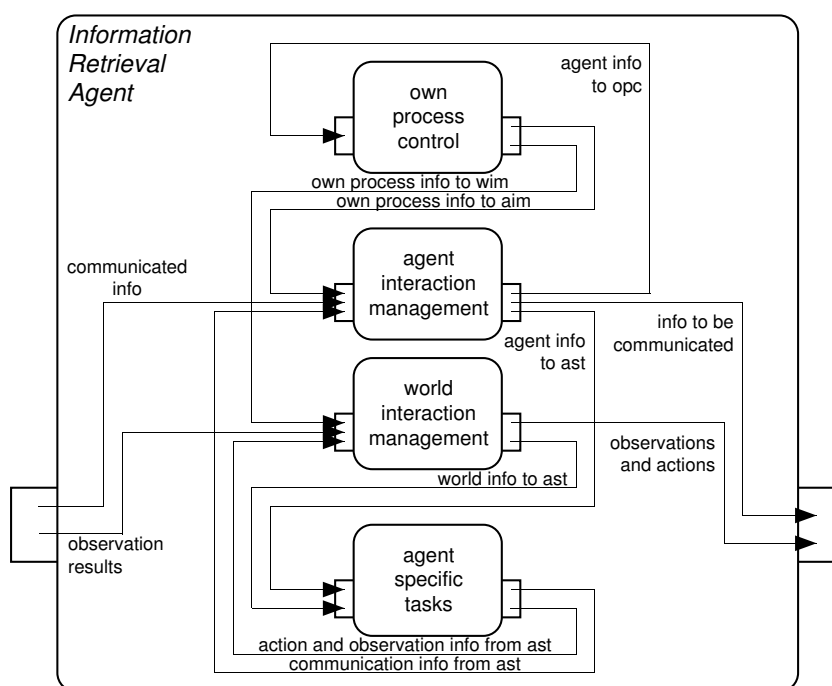 Information
Retrieval
Agent
agent info
to opc
own
process
control
own process info to wim
own process info to aim
communicated
info
agent
interaction
management
info to be
communicated
agent info
to ast
world
interaction
management
observations
and actions
world info to ast
observation
results
agent
specific
tasks
action and observation info from ast
communication info from ast